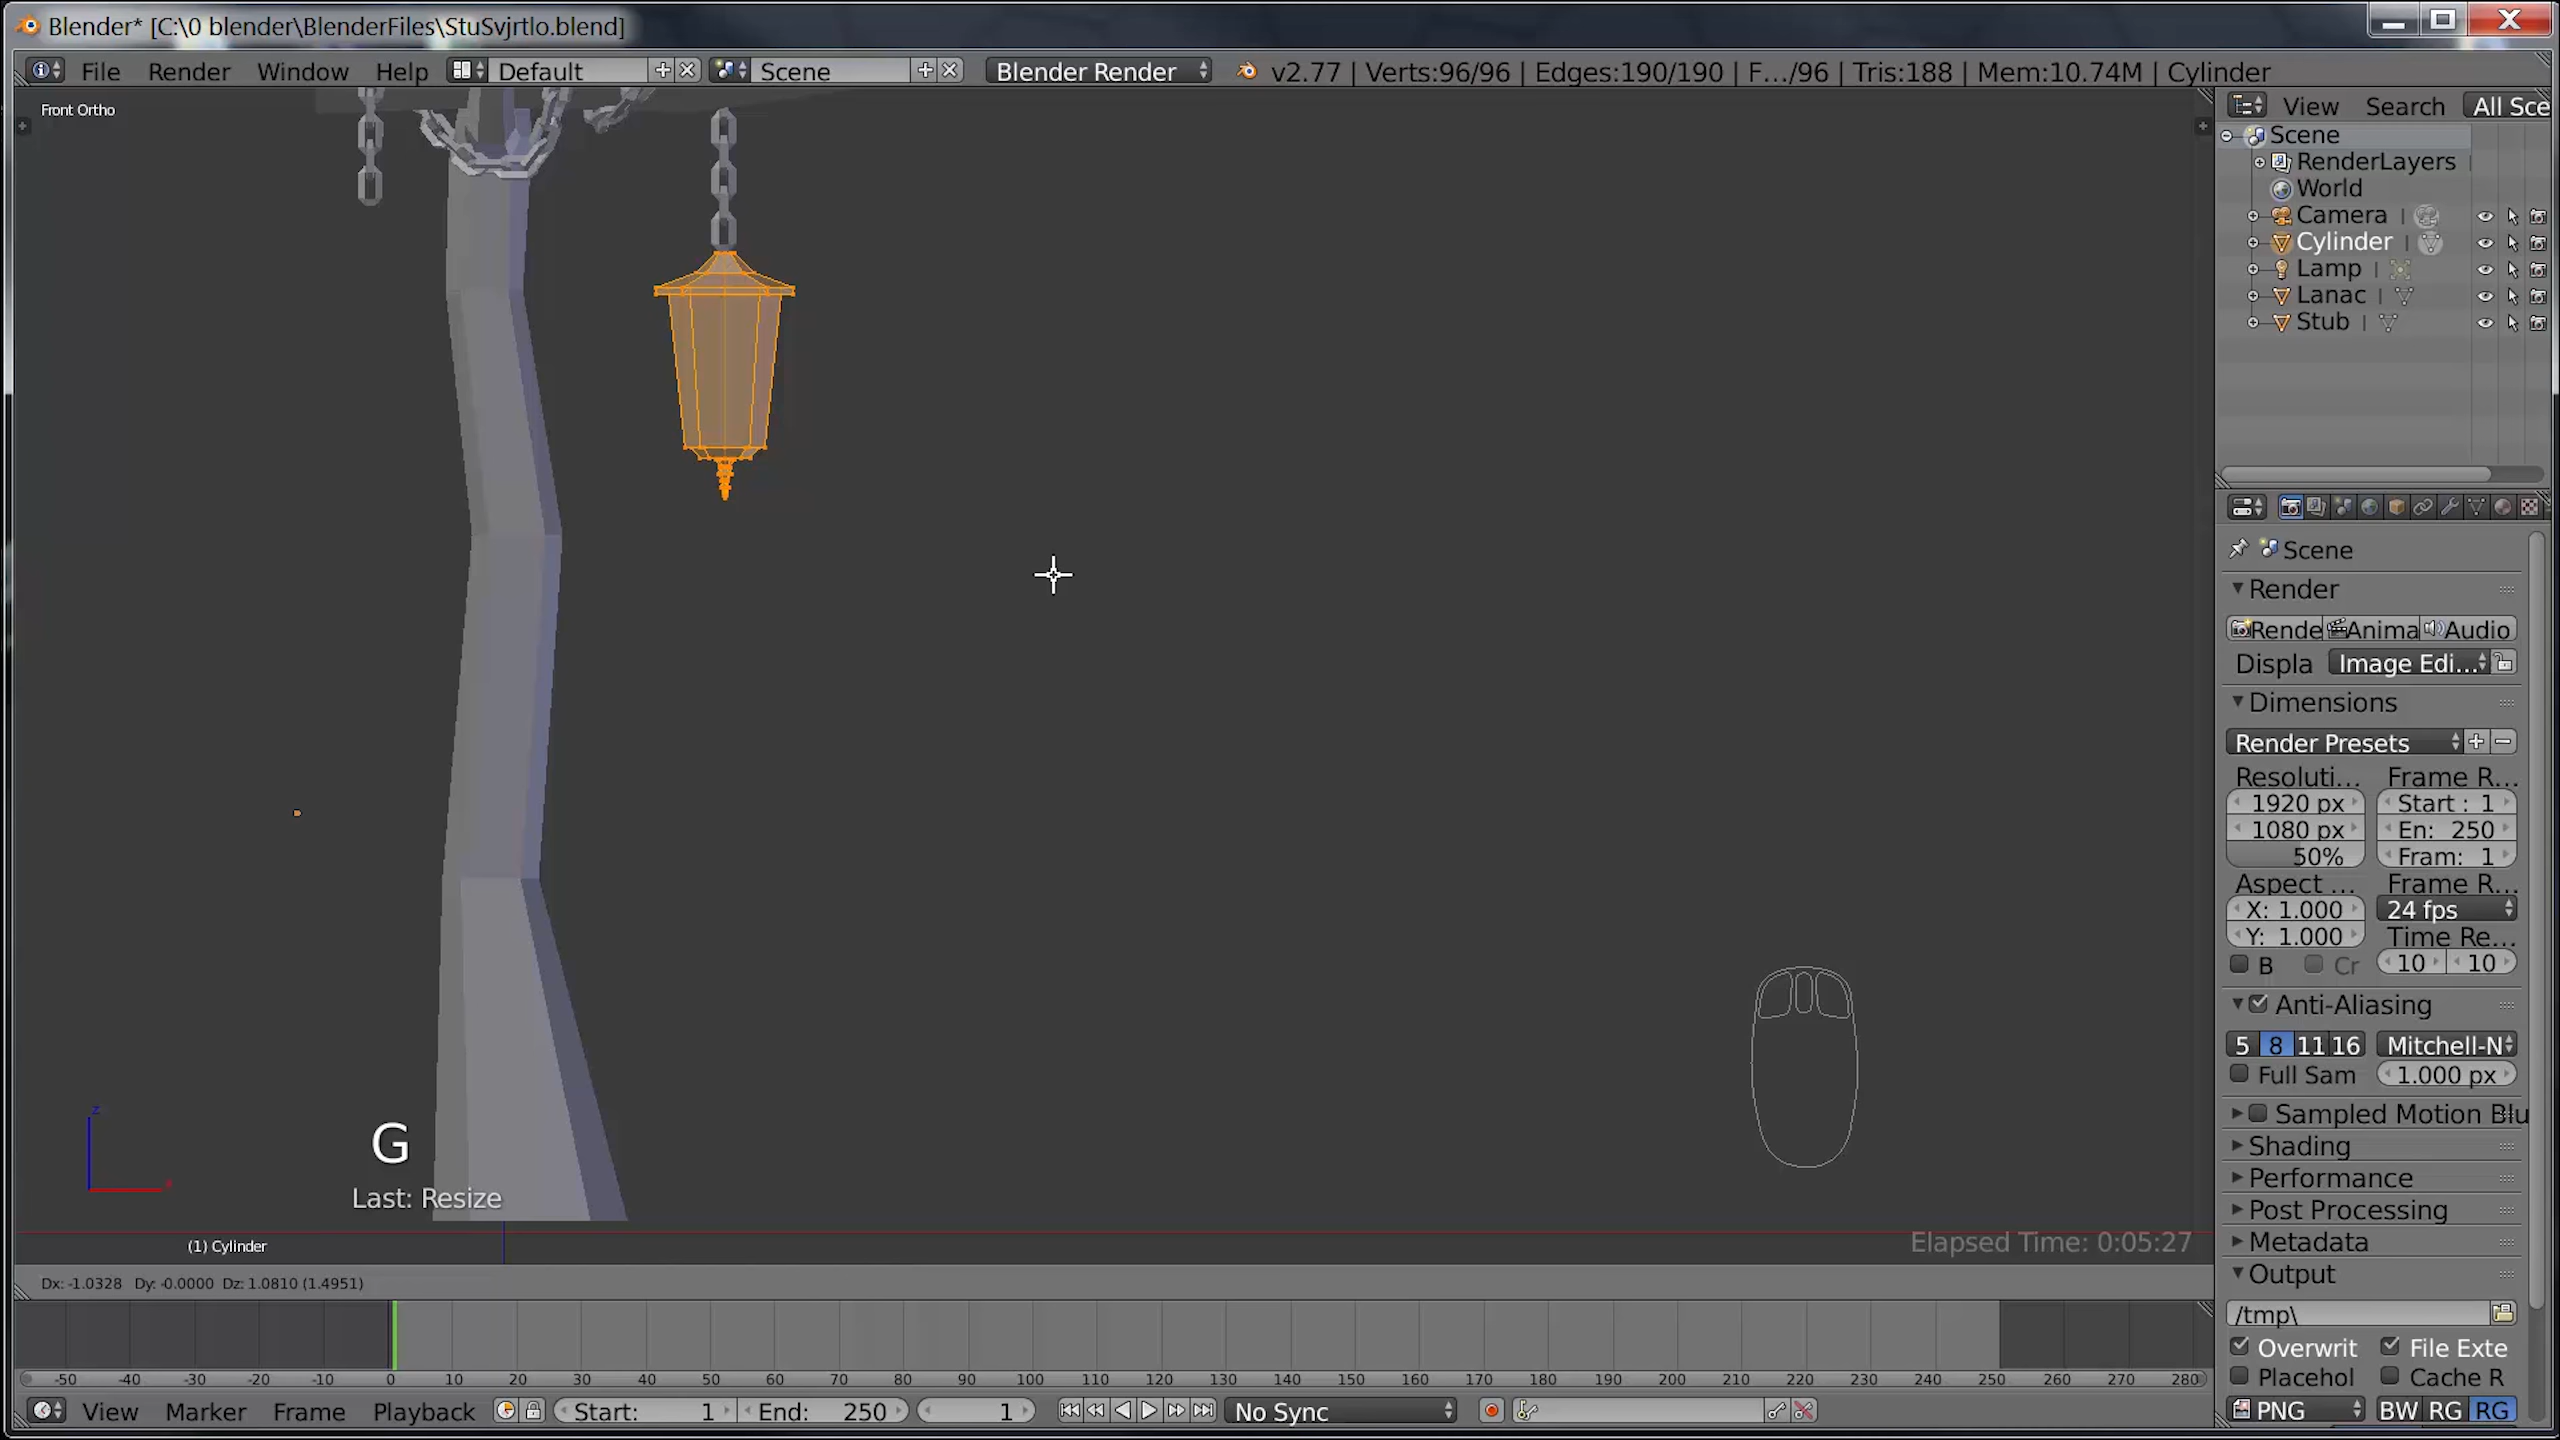 Blender* [C:\0 blender\BlenderFiles\StuSvjrtlo.blend]
File Render Window Help Default Scene Blender Render v2.77 | Verts:96/96 | Edges:190/190 | F.../96 | Tris:188 | Mem:10.74M | Cylinder
Front Ortho
View Search All Sce
Scene
RenderLayers
World
Camera
Cylinder
Lamp
Lanac
Stub
Scene
Render
Rende Anima Audio
Displa Image Edi...
Dimensions
Render Presets
Resoluti... Frame R...
1920 px Start : 1
1080 px En: 250
50% Fram: 1
Aspect ... Frame R...
X: 1.000 24 fps
Y: 1.000 Time Re...
B Cr 10 10
Anti-Aliasing
5 8 11 16 Mitchell-N
Full Sam 1.000 px
Sampled Motion Blu
Shading
Performance
Post Processing
Metadata
Output
/tmp\
Overwrit File Exte
Placehol Cache R
PNG BW RG RG
z
x
G
Last: Resize
(1) Cylinder
Elapsed Time: 0:05:27
Dx: -1.0328 Dy: -0.0000 Dz: 1.0810 (1.4951)
-50 -40 -30 -20 -10 0 10 20 30 40 50 60 70 80 90 100 110 120 130 140 150 160 170 180 190 200 210 220 230 240 250 260 270 280
View Marker Frame Playback Start: 1 End: 250 1 No Sync